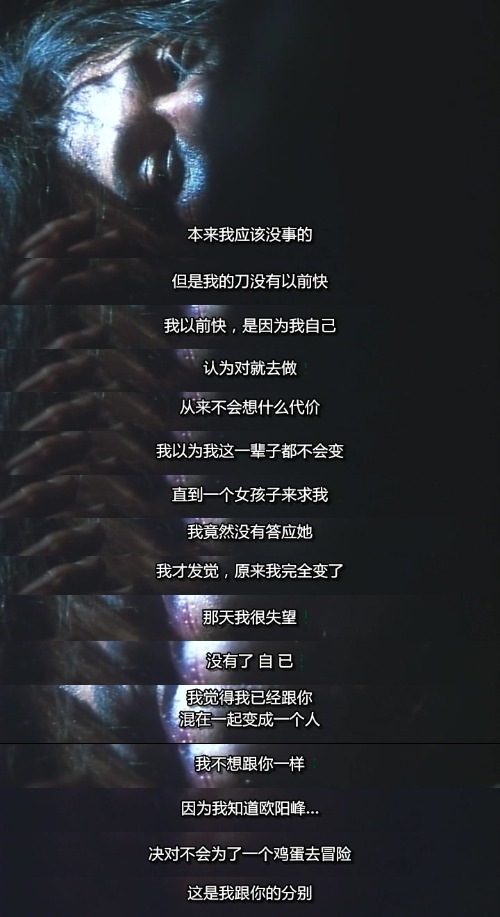 本来我应该没事的
但是我的刀没有以前快
我以前快，是因为我自己
认为对就去做
从来不会想什么代价
我以为我这一辈子都不会变
直到一个女孩子来求我
我竟然没有答应她
我才发觉，原来我完全变了
那天我很失望
没有了 自 已
我觉得我已经跟你
混在一起变成一个人
我不想跟你一样
因为我知道欧阳峰...
决对不会为了一个鸡蛋去冒险
这是我跟你的分别